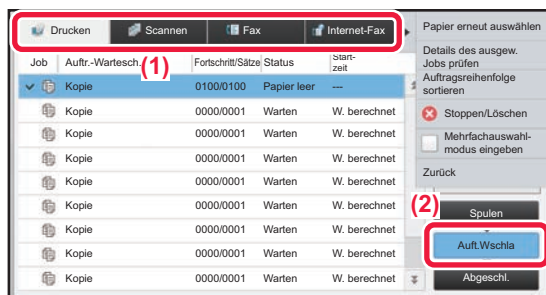 Drucken Scannen Fax Internet-Fax
(1)
Job Auftr.-Wartesch. Fortschritt/Sätze Status Start-
zeit
Kopie 0100/0100 Papier leer ---
Kopie 0000/0001 Warten W. berechnet
Kopie 0000/0001 Warten W. berechnet
Kopie 0000/0001 Warten W. berechnet
Kopie 0000/0001 Warten W. berechnet
Kopie 0000/0001 Warten W. berechnet
Kopie 0000/0001 Warten W. berechnet
Kopie 0000/0001 Warten W. berechnet
Kopie 0000/0001 Warten W. berechnet
Papier erneut auswählen
Details des ausgew.
Jobs prüfen
Auftragsreihenfolge
sortieren
Stoppen/Löschen
Mehrfachauswahl-
modus eingeben
Zurück
(2)
Spulen
Auft.Wschla
Abgeschl.